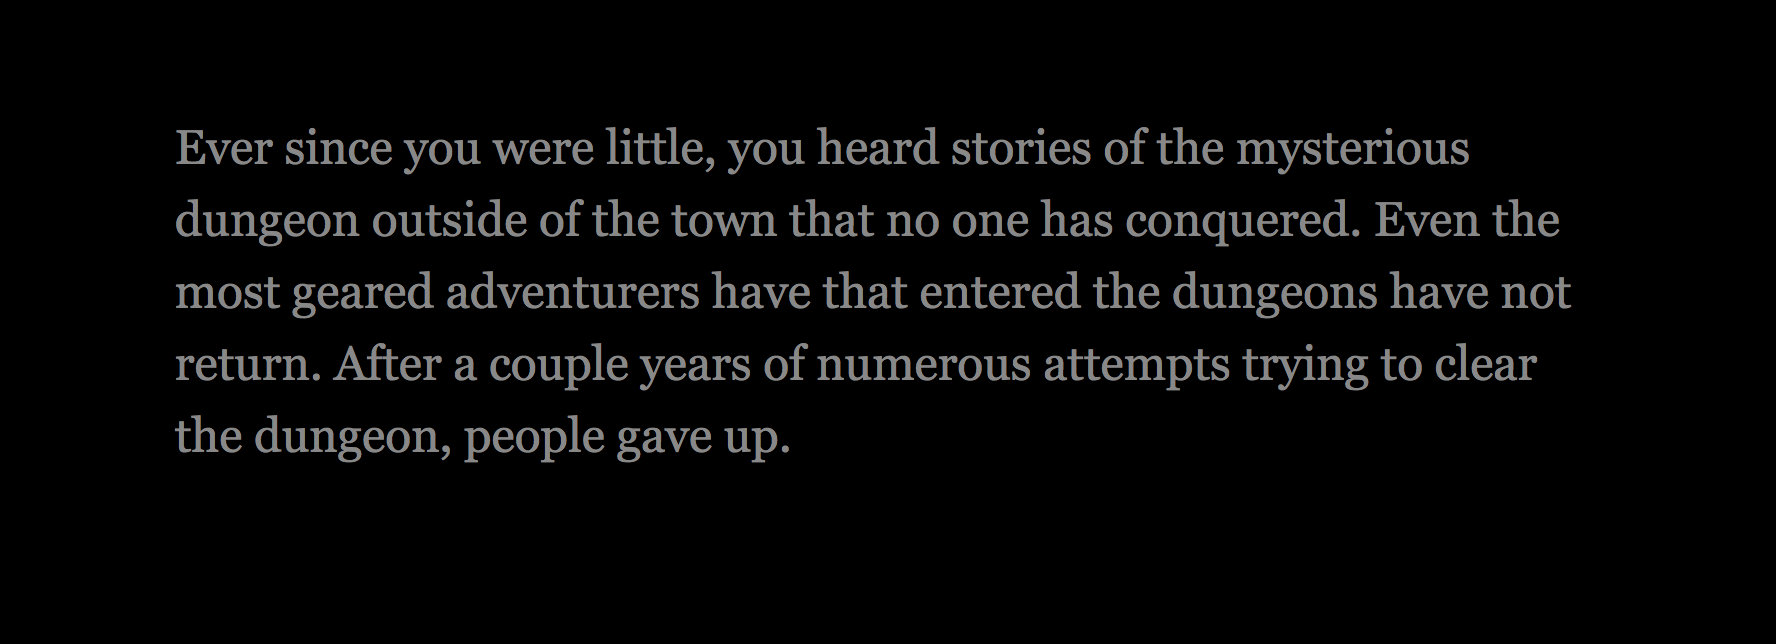 Ever since you were little, you heard stories of the mysterious
dungeon outside of the town that no one has conquered. Even the
most geared adventurers have that entered the dungeons have not
return. After a couple years of numerous attempts trying to clear
the dungeon, people gave up.